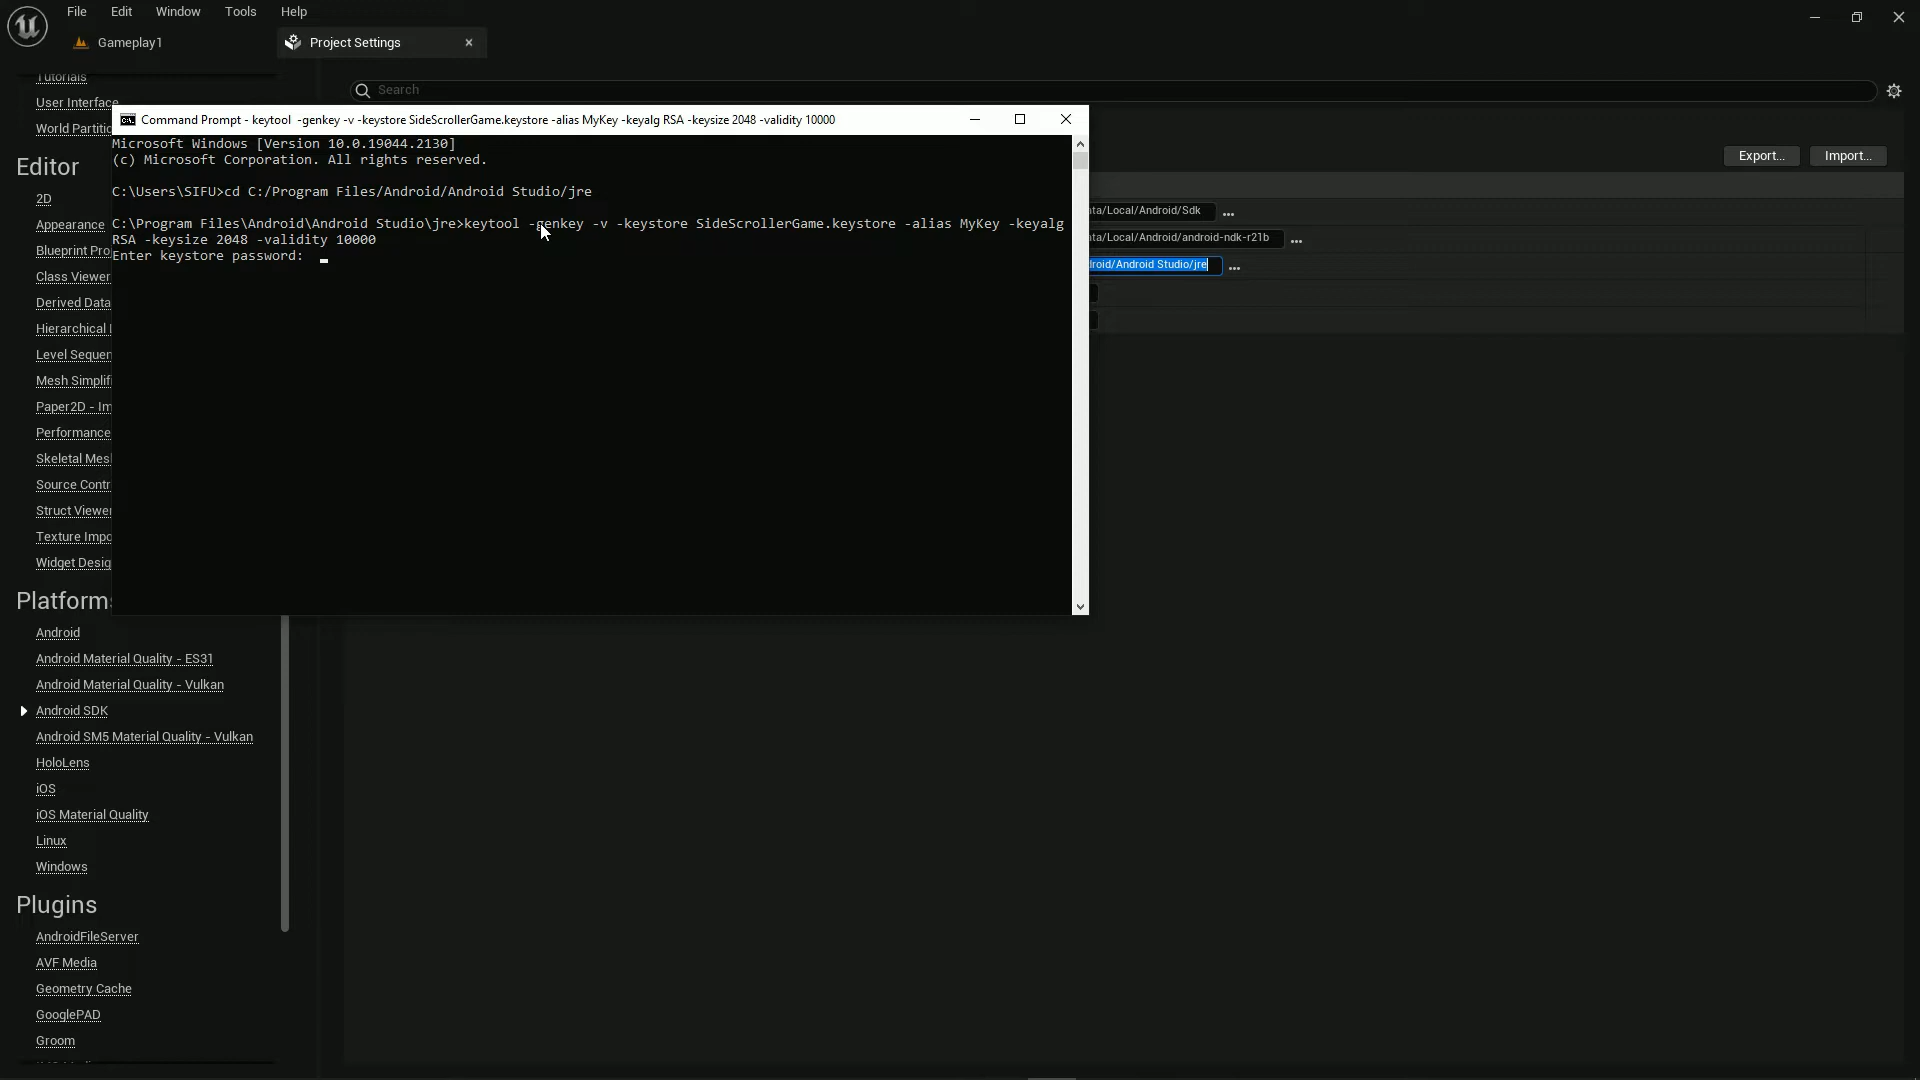 File Edit Window Tools Help
Gameplay1
Project Settings
Tutorials
Search
User Interface
World Partitio
Command Prompt - keytool -genkey -v -keystore SideScrollerGame.keystore -alias MyKey -keyalg RSA -keysize 2048 -validity 10000
Microsoft Windows [Version 10.0.19044.2130]
(c) Microsoft Corporation. All rights reserved.
C:\Users\SIFU>cd C:/Program Files/Android/Android Studio/jre
C:\Program Files\Android\Android Studio\jre>keytool -genkey -v -keystore SideScrollerGame.keystore -alias MyKey -keyalg
RSA -keysize 2048 -validity 10000
Enter keystore password:
Export...
Import...
ata/Local/Android/Sdk
...
ata/Local/Android/android-ndk-r21b
...
droid/Android Studio/jre
...
Editor
2D
Appearance
Blueprint Pro
Class Viewer
Derived Data
Hierarchical
Level Sequen
Mesh Simplifi
Paper2D - Im
Performance
Skeletal Mes
Source Contr
Struct Viewer
Texture Impo
Widget Desig
Platforms
Android
Android Material Quality - ES31
Android Material Quality - Vulkan
Android SDK
Android SM5 Material Quality - Vulkan
HoloLens
iOS
iOS Material Quality
Linux
Windows
Plugins
AndroidFileServer
AVF Media
Geometry Cache
GooglePAD
Groom